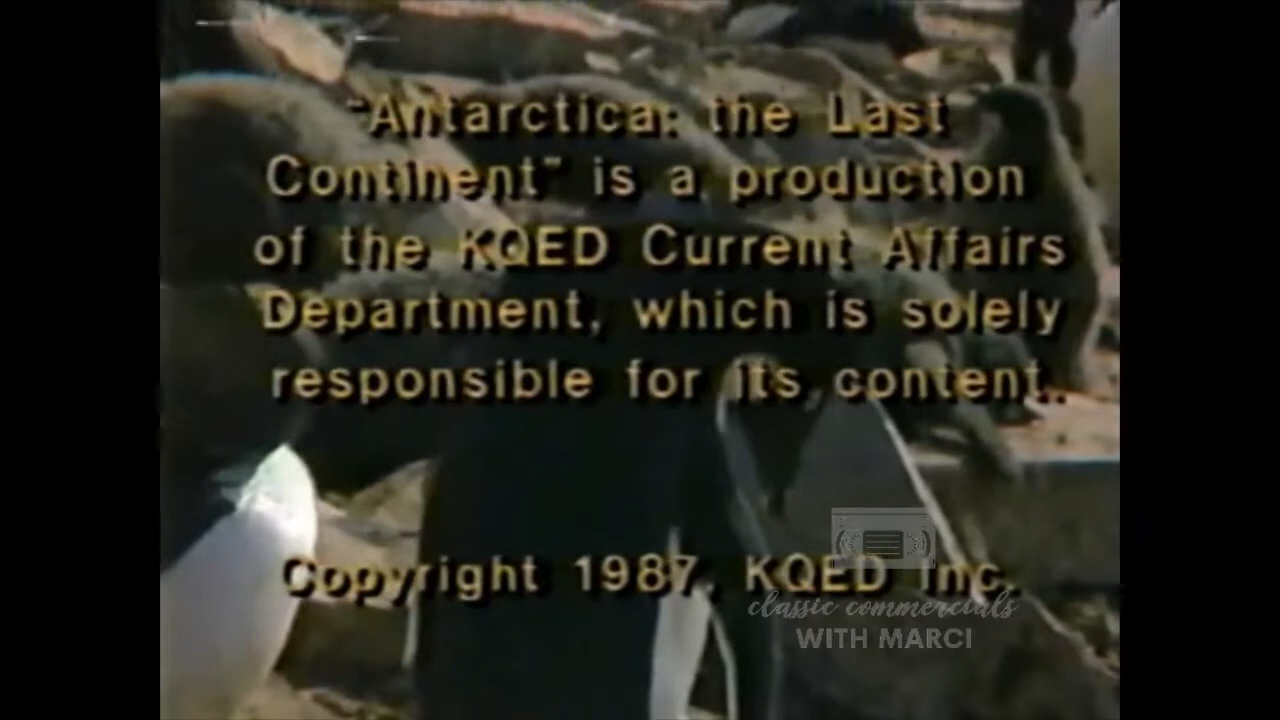 "Antarctica: the Last
Continent" is a production
of the KQED Current Affairs
Department, which is solely
responsible for its content.
Copyright 1987, KQED Inc.
classic commercials
WITH MARCI